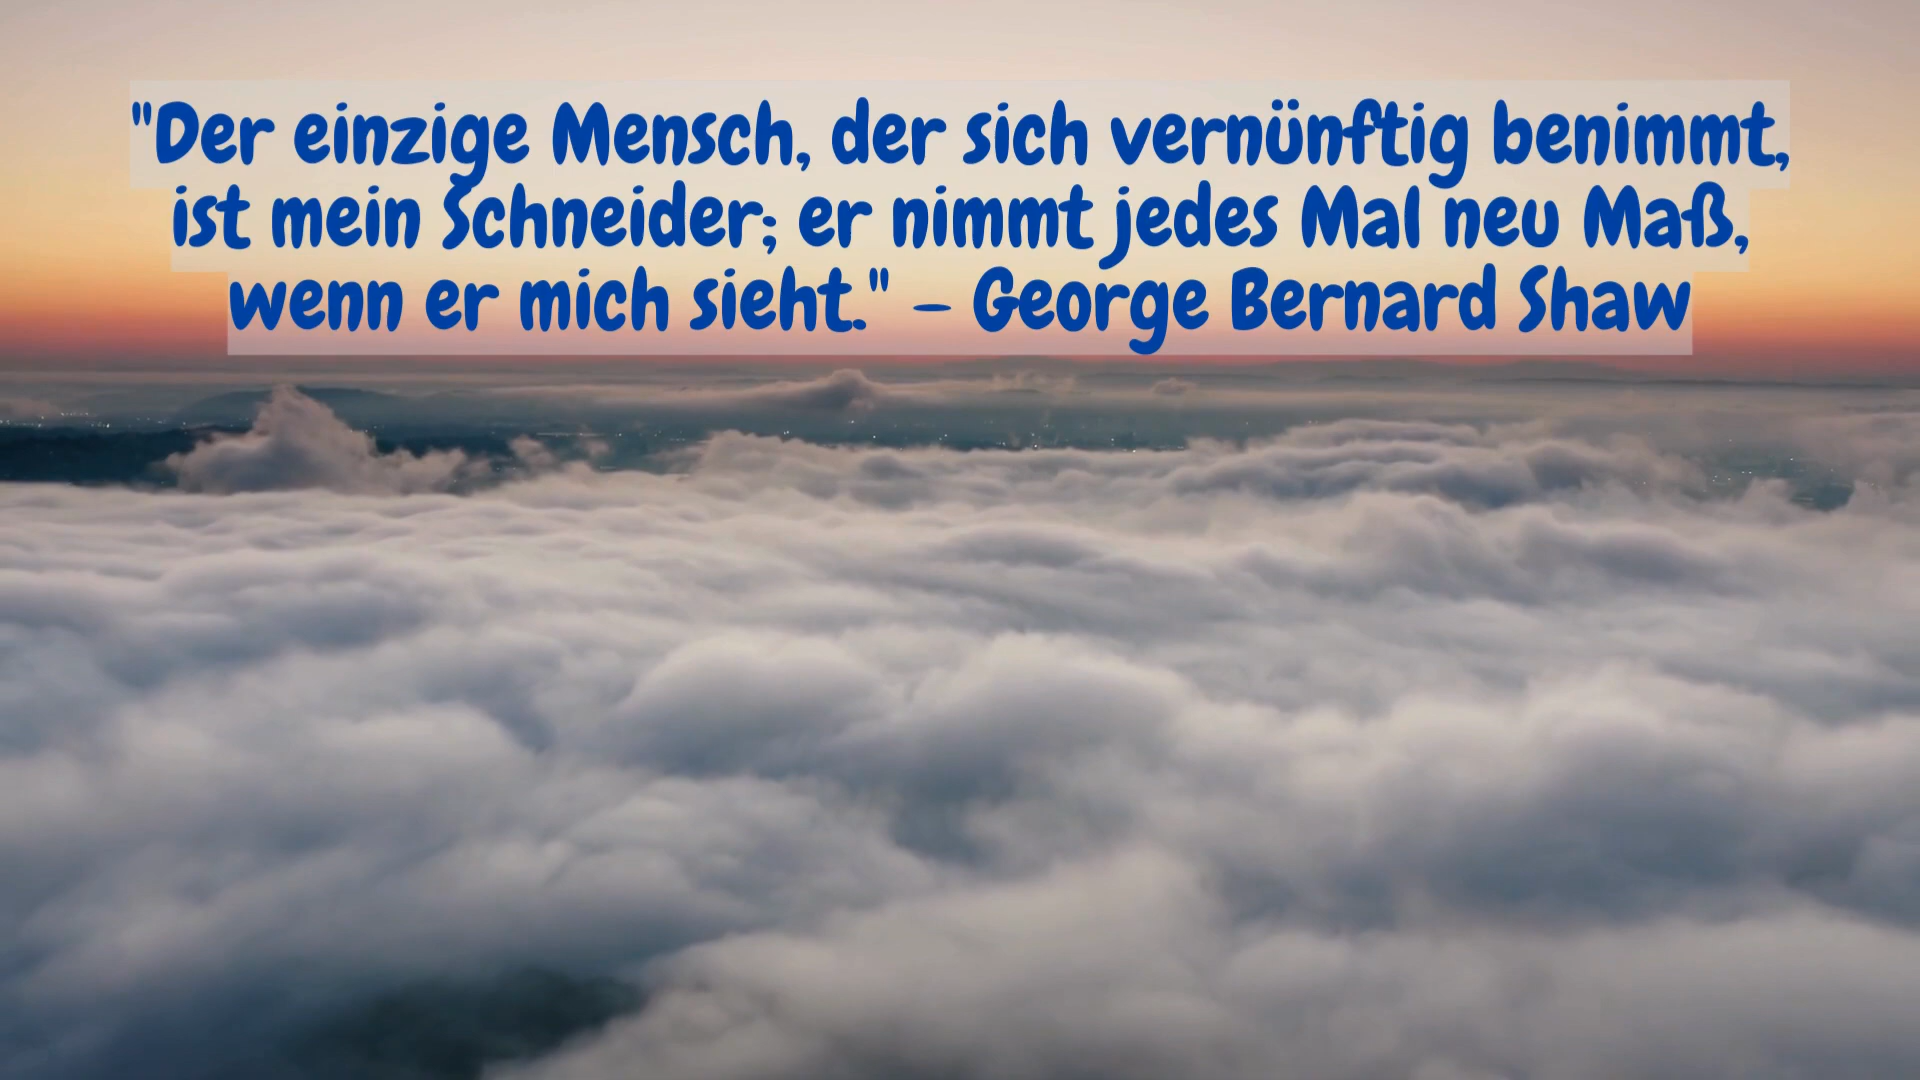 "Der einzige Mensch, der sich vernünftig benimmt,
ist mein Schneider; er nimmt jedes Mal neu Maß,
wenn er mich sieht." – George Bernard Shaw